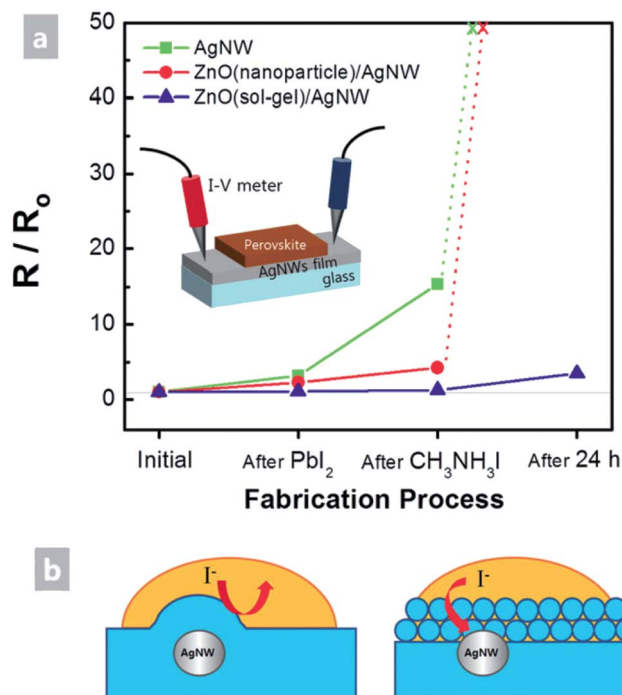 a
50
40
30
20
10
0
R / R₀
AgNW
ZnO(nanoparticle)/AgNW
ZnO(sol-gel)/AgNW
I-V meter
Perovskite
AgNWs film
glass
Initial
After PbI₂
After CH₃NH₃I
After 24 h
Fabrication Process
b
I⁻
I⁻
AgNW
AgNW